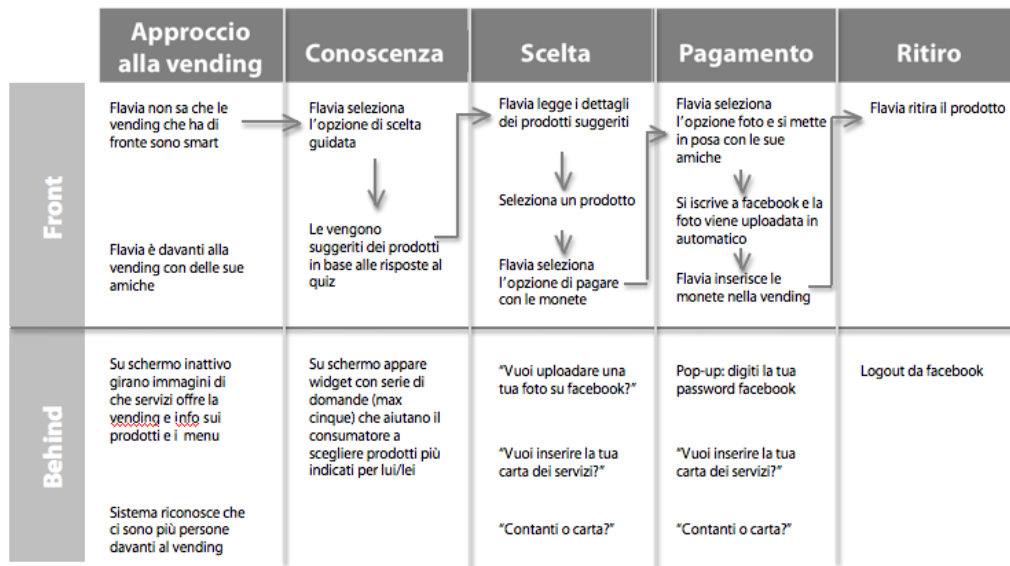 Approccio
alla vending
Conoscenza
Scelta
Pagamento
Ritiro
Front
Flavia non sa che le
vending che ha di
fronte sono smart
Flavia è davanti alla
vending con delle sue
amiche
Flavia seleziona
l'opzione di scelta
guidata
Le vengono
suggeriti dei prodotti
in base alle risposte al
quiz
Flavia legge i dettagli
dei prodotti suggeriti
Seleziona un prodotto
Flavia seleziona
l'opzione di pagare
con le monete
Flavia seleziona
l'opzione foto e si mette
in posa con le sue
amiche
Si iscrive a facebook e la
foto viene uploadata in
automatico
Flavia inserisce le
monete nella vending
Flavia ritira il prodotto
Behind
Su schermo inattivo
girano immagini di
che servizi offre la
vending e info sui
prodotti e i menu
Sistema riconosce che
ci sono più persone
davanti al vending
Su schermo appare
widget con serie di
domande (max
cinque) che aiutano il
consumatore a
scegliere prodotti più
indicati per lui/lei
"Vuoi uploadare una
tua foto su facebook?"
"Vuoi inserire la tua
carta dei servizi?"
"Contanti o carta?"
Pop-up: digiti la tua
password facebook
"Vuoi inserire la tua
carta dei servizi?"
"Contanti o carta?"
Logout da facebook